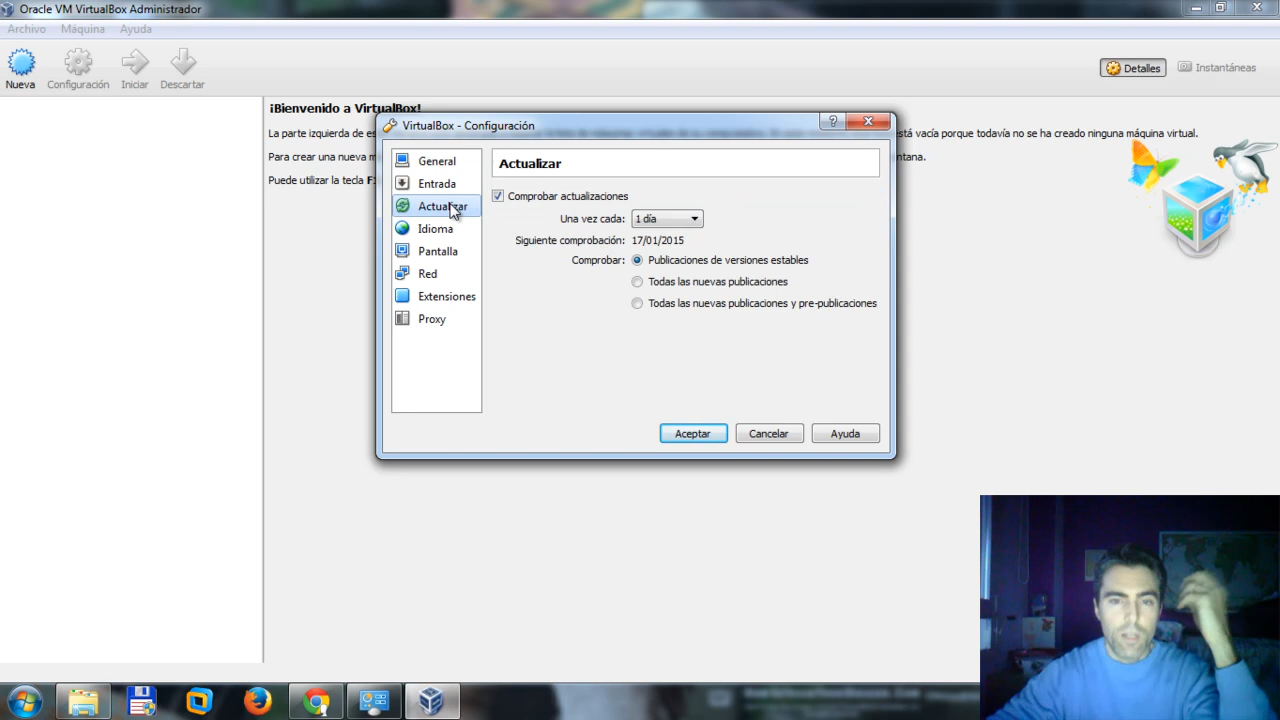 Oracle VM VirtualBox Administrador
Archivo Máquina Ayuda
Nueva Configuración Iniciar Descartar
Detalles Instantáneas
¡Bienvenido a VirtualBox!
La parte izquierda de es
está vacía porque todavía no se ha creado ninguna máquina virtual.
Para crear una nueva m
ntana.
Puede utilizar la tecla F
VirtualBox - Configuración
General
Entrada
Actualizar
Idioma
Pantalla
Red
Extensiones
Proxy
Actualizar
Comprobar actualizaciones
Una vez cada: 1 día
Siguiente comprobación: 17/01/2015
Comprobar: Publicaciones de versiones estables
Todas las nuevas publicaciones
Todas las nuevas publicaciones y pre-publicaciones
Aceptar Cancelar Ayuda